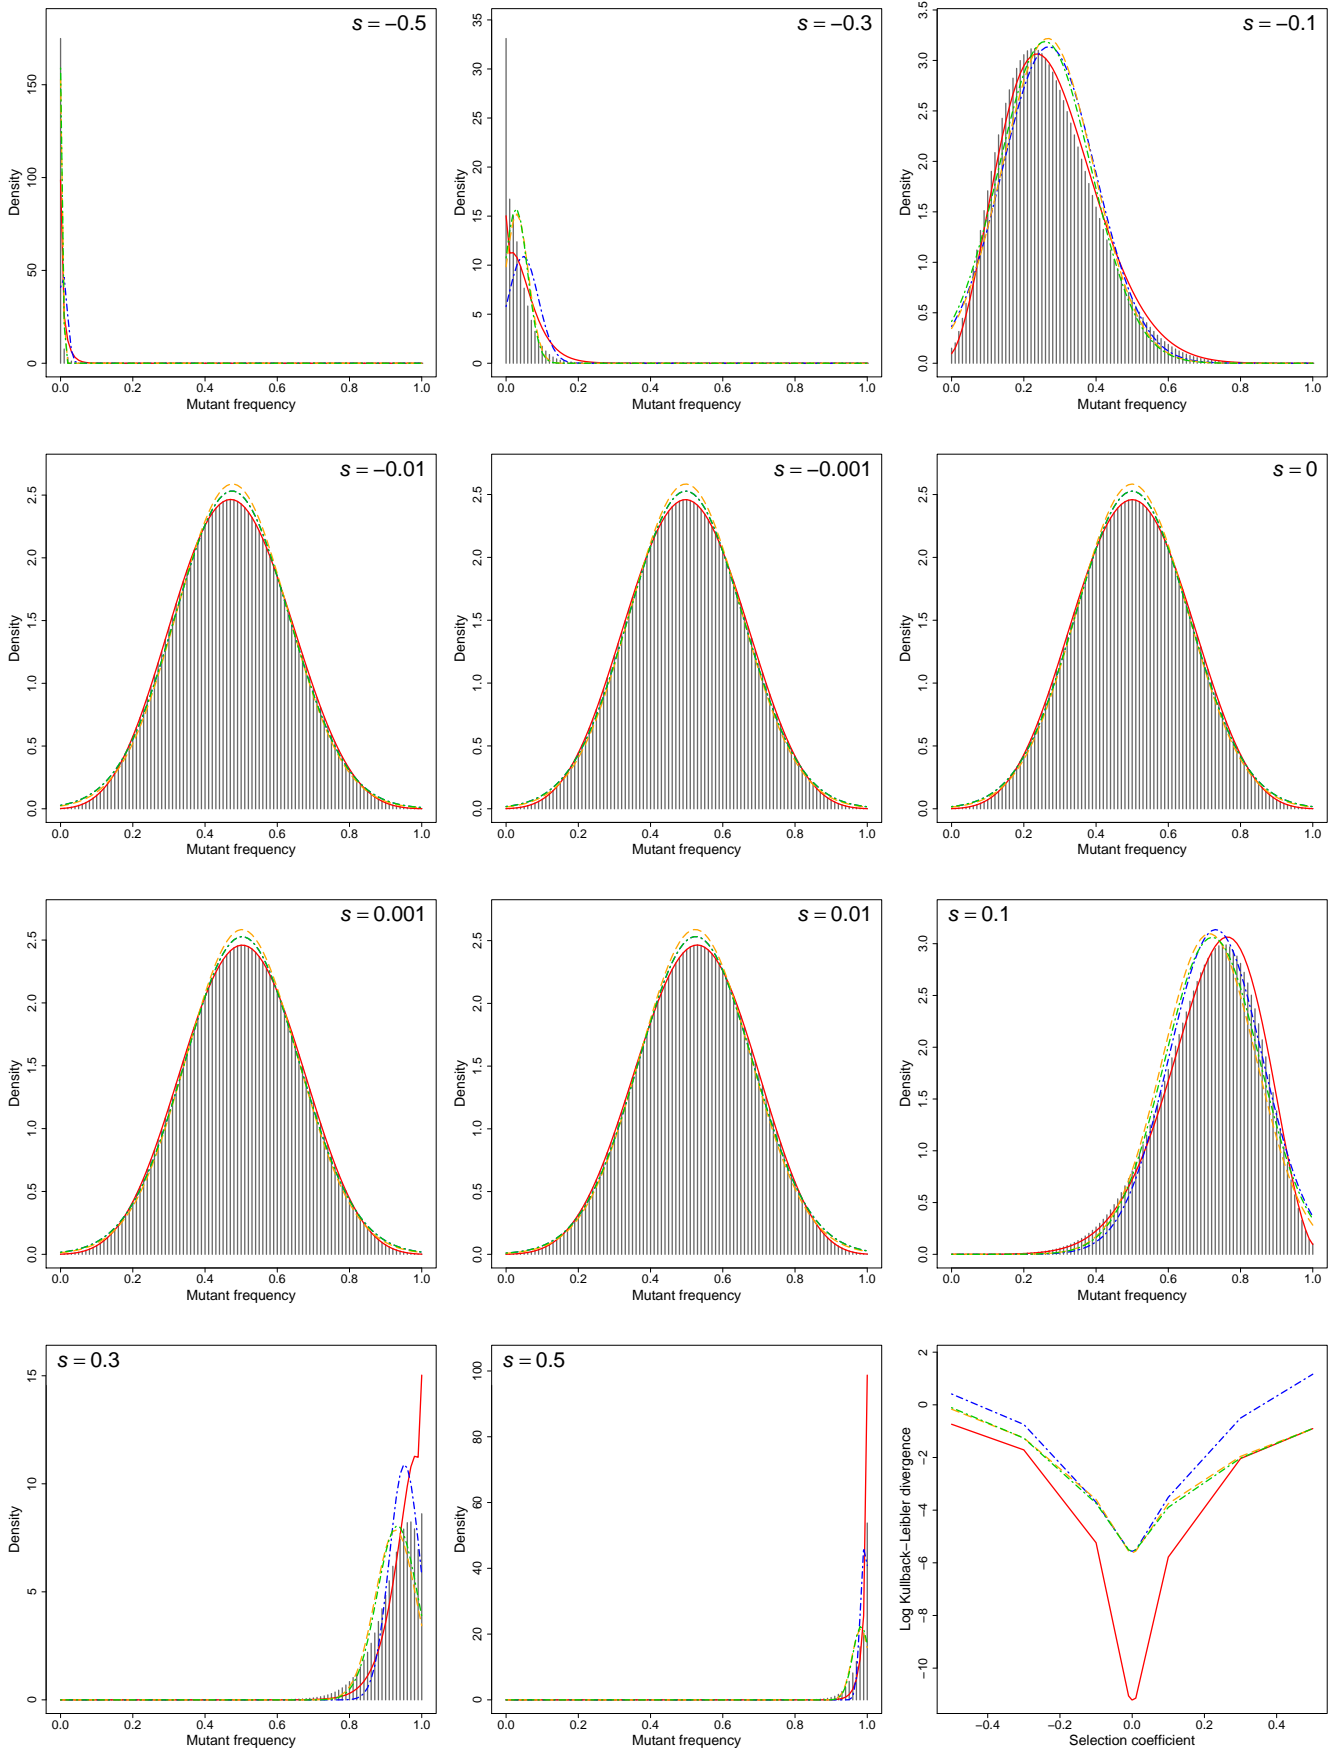 s = −0.5
150
100
50
0
Density
0.0 0.2 0.4 0.6 0.8 1.0
Mutant frequency
s = −0.3
35
30
25
20
15
10
5
0
Density
0.0 0.2 0.4 0.6 0.8 1.0
Mutant frequency
s = −0.1
3.5
3.0
2.5
2.0
1.5
1.0
0.5
0.0
Density
0.0 0.2 0.4 0.6 0.8 1.0
Mutant frequency
s = −0.01
2.5
2.0
1.5
1.0
0.5
0.0
Density
0.0 0.2 0.4 0.6 0.8 1.0
Mutant frequency
s = −0.001
2.5
2.0
1.5
1.0
0.5
0.0
Density
0.0 0.2 0.4 0.6 0.8 1.0
Mutant frequency
s = 0
2.5
2.0
1.5
1.0
0.5
0.0
Density
0.0 0.2 0.4 0.6 0.8 1.0
Mutant frequency
s = 0.001
2.5
2.0
1.5
1.0
0.5
0.0
Density
0.0 0.2 0.4 0.6 0.8 1.0
Mutant frequency
s = 0.01
2.5
2.0
1.5
1.0
0.5
0.0
Density
0.0 0.2 0.4 0.6 0.8 1.0
Mutant frequency
s = 0.1
3.0
2.5
2.0
1.5
1.0
0.5
0.0
Density
0.0 0.2 0.4 0.6 0.8 1.0
Mutant frequency
s = 0.3
15
10
5
0
Density
0.0 0.2 0.4 0.6 0.8 1.0
Mutant frequency
s = 0.5
100
80
60
40
20
0
Density
0.0 0.2 0.4 0.6 0.8 1.0
Mutant frequency
2
0
−2
−4
−6
−8
−10
Log Kullback−Leibler divergence
−0.4 −0.2 0.0 0.2 0.4
Selection coefficient